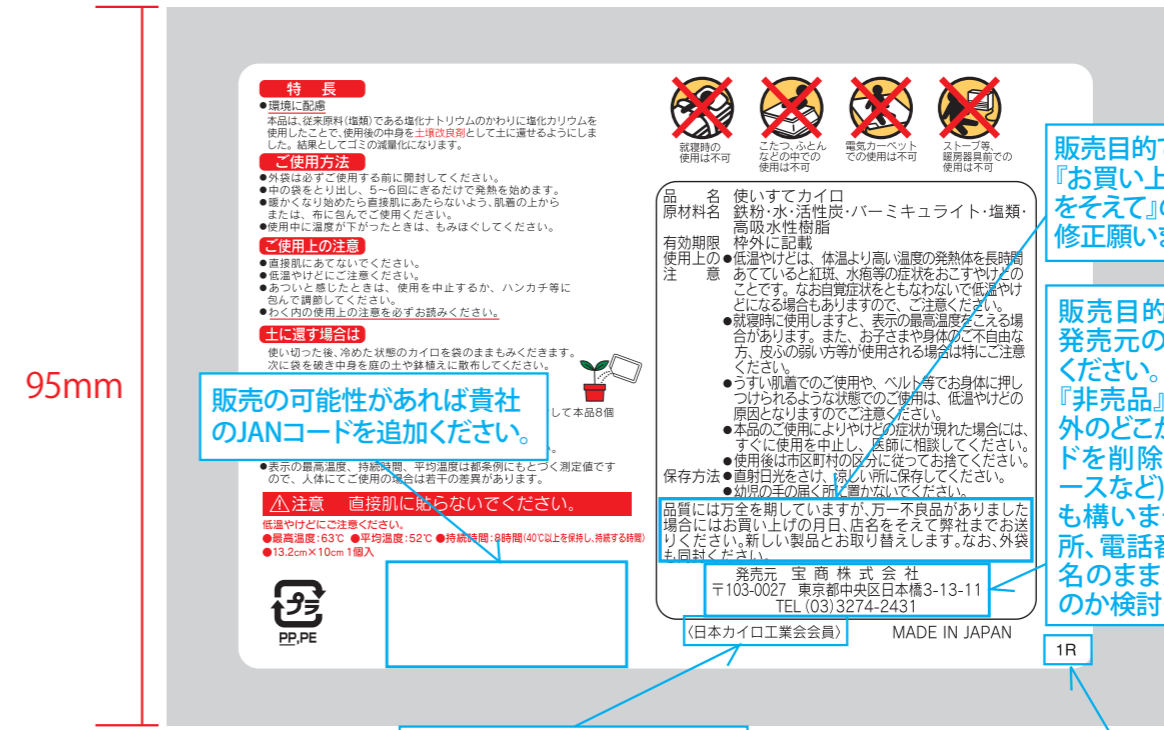 95mm
特 長
●環境に配慮
本品は、従来原料(塩類)である塩化ナトリウムのかわりに塩化カリウムを
使用したことで、使用後の中身を土壌改良剤として土に還せるようにしま
した。結果としてゴミの減量化になります。
ご使用方法
●外袋は必ずご使用する前に開封してください。
●中の袋をとり出し、5~6回にぎるだけで発熱を始めます。
●暖かくなり始めたら直接肌にあたらないよう、肌着の上から
または、布に包んでご使用ください。
●使用中に温度が下がったときは、もみほぐしてください。
ご使用上の注意
●直接肌にあてないでください。
●低温やけどにご注意ください。
●あついと感じたときは、使用を中止するか、ハンカチ等に
包んで調節してください。
●わく内の使用上の注意を必ずお読みください。
土に還す場合は
使い切った後、冷めた状態のカイロを袋のままもみくだきます。
次に袋を破き中身を庭の土や鉢植えに散布してください。
して本品8個
販売の可能性があれば貴社
のJANコードを追加ください。
●表示の最高温度、持続時間、平均温度は都条例にもとづく測定値です
ので、人体にてご使用の場合は若干の差異があります。
⚠注意 直接肌に貼らないでください。
低温やけどにご注意ください。
●最高温度:63℃ ●平均温度:52℃ ●持続時間:8時間(40℃以上を保持し、持続する時間)
●13.2cm×10cm 1個入
プラ
PP,PE
就寝時の
使用は不可
こたつ、ふとん
などの中での
使用は不可
電気カーペット
での使用は不可
ストーブ等、
暖房器具前での
使用は不可
品 名 使いすてカイロ
原材料名 鉄粉・水・活性炭・バーミキュライト・塩類・
高吸水性樹脂
有効期限 枠外に記載
使用上の●低温やけどは、体温より高い温度の発熱体を長時間
注 意 あてていると紅斑、水疱等の症状をおこすやけどの
ことです。なお自覚症状をともなわないで低温やけ
どになる場合もありますので、ご注意ください。
●就寝時に使用しますと、表示の最高温度をこえる場
合があります。また、お子さまや身体のご不自由な
方、皮ふの弱い方等が使用される場合は特にご注意
ください。
●うすい肌着でのご使用や、ベルト等でお身体に押し
つけられるような状態でのご使用は、低温やけどの
原因となりますのでご注意ください。
●本品のご使用によりやけどの症状が現れた場合には、
すぐに使用を中止し、医師に相談してください。
●使用後は市区町村の区分に従ってお捨てください。
保存方法●直射日光をさけ、涼しい所に保存してください。
●幼児の手の届く所に置かないでください。
品質には万全を期していますが、万一不良品がありました
場合にはお買い上げの月日、店名をそえて弊社までお送
りください。新しい製品とお取り替えします。なお、外袋
も同封ください。
発売元 宝商株式会社
〒103-0027 東京都中央区日本橋3-13-11
TEL (03)3274-2431
〈日本カイロ工業会会員〉 MADE IN JAPAN
1R
販売目的
『お買い上
をそえて』
修正願い
販売目的
発売元の
ください。
『非売品』
外のどこか
ドを削除
ースなど)
も構いませ
所、電話番
名のまま
のか検討